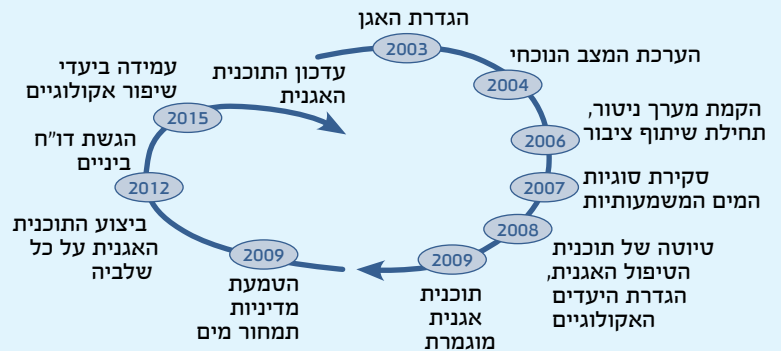 הגדרת האגן
2003
הערכת המצב הנוכחי
2004
הקמת מערך ניטור,
תחילת שיתוף ציבור
2006
סקירת סוגיות
המים המשמעותיות
2007
2008
טיוטה של תוכנית
הטיפול האגנית,
הגדרת היעדים
האקולוגיים
2009
תוכנית
אגנית
מוגמרת
2009
הטמעת
מדיניות
תמחור מים
ביצוע התוכנית
האגנית על כל
שלביה
2012
הגשת דו"ח
ביניים
2015
עמידה ביעדי
שיפור אקולוגיים
עדכון התוכנית
האגנית